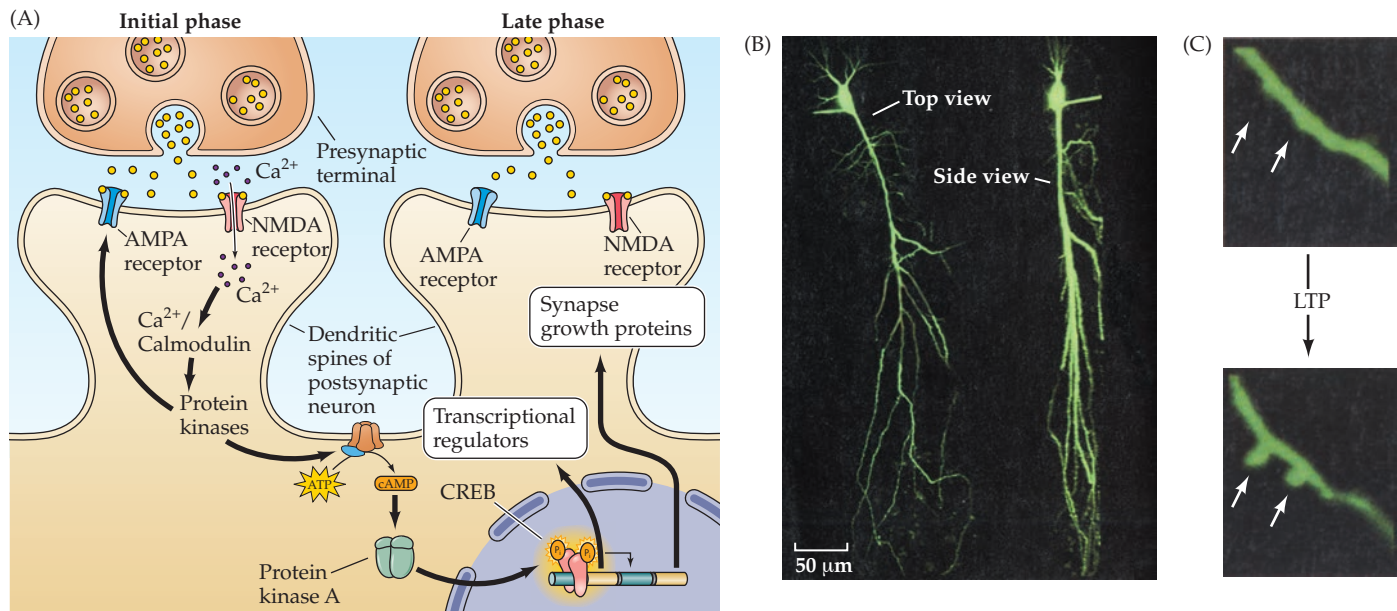 (A)
Initial phase
Late phase
Ca2+
Presynaptic
terminal
AMPA
receptor
NMDA
receptor
Ca2+
Ca2+/
Calmodulin
Protein
kinases
Dendritic
spines of
postsynaptic
neuron
ATP
cAMP
Protein
kinase A
AMPA
receptor
NMDA
receptor
Synapse
growth proteins
Transcriptional
regulators
CREB
Pi
Pi
(B)
Top view
Side view
50 μm
(C)
LTP